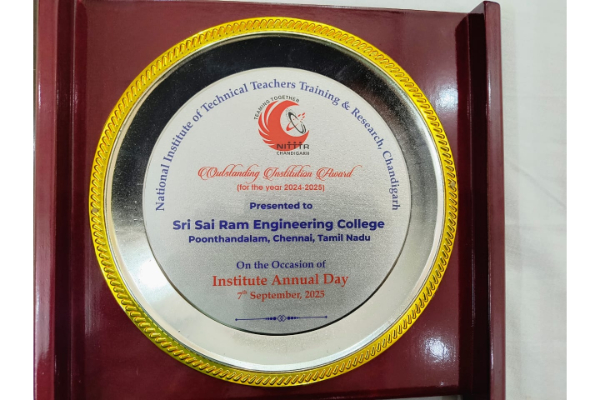 National Institute of Technical Teachers Training & Research, Chandigarh
TEAMING TOGETHER
NITTTR
CHANDIGARH
Outstanding Institution Award
(for the year 2024-2025)
Presented to
Sri Sai Ram Engineering College
Poonthandalam, Chennai, Tamil Nadu
On the Occasion of
Institute Annual Day
7th September, 2025